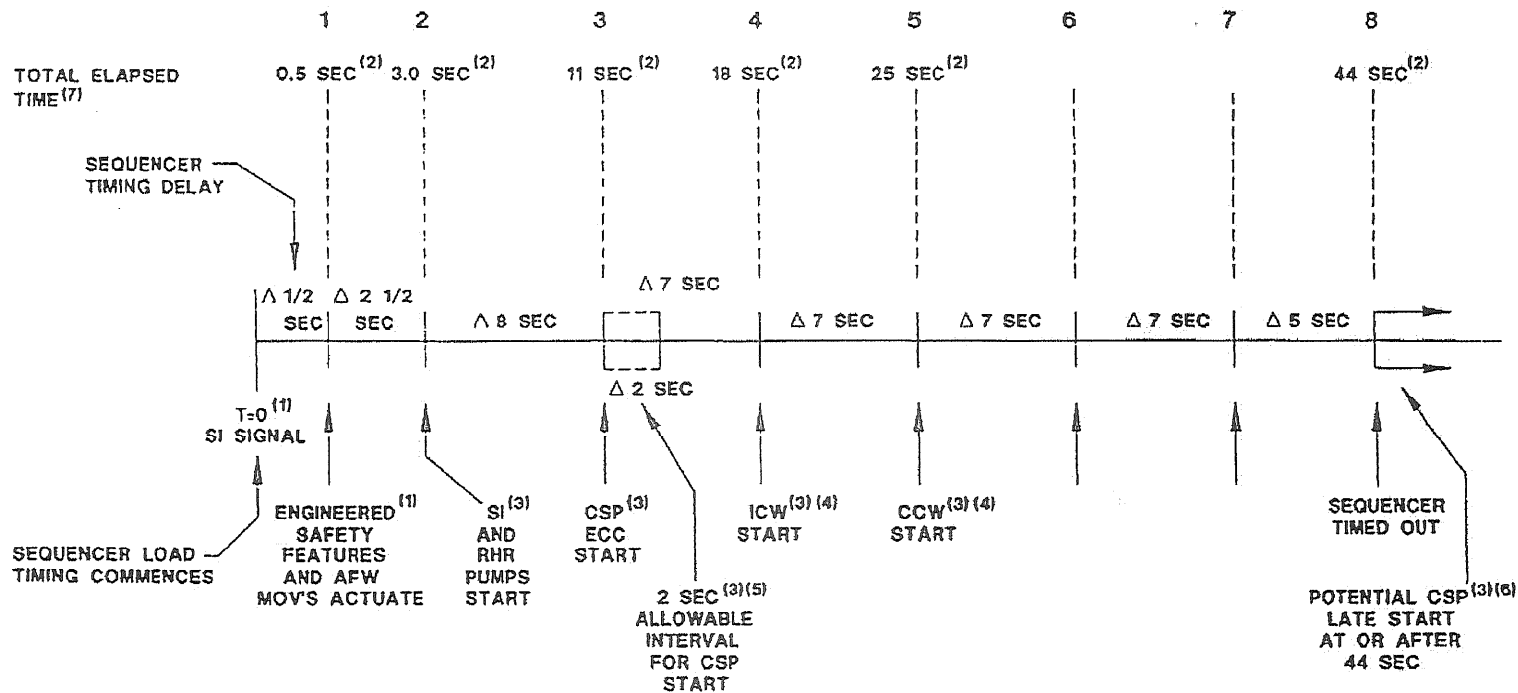 1 2 3 4 5 6 7 8
TOTAL ELAPSED
TIME(7)
0.5 SEC(2) 3.0 SEC(2) 11 SEC(2) 18 SEC(2) 25 SEC(2) 44 SEC(2)
SEQUENCER
TIMING DELAY
Δ 1/2
SEC
Δ 2 1/2
SEC
Δ 8 SEC
Δ 7 SEC
Δ 7 SEC
Δ 7 SEC
Δ 7 SEC
Δ 5 SEC
Δ 2 SEC
T=0(1)
SI SIGNAL
SEQUENCER LOAD
TIMING COMMENCES
ENGINEERED(1)
SAFETY
FEATURES
AND AFW
MOV'S ACTUATE
SI(3)
AND
RHR
PUMPS
START
CSP(3)
ECC
START
2 SEC(3)(5)
ALLOWABLE
INTERVAL
FOR CSP
START
ICW(3)(4)
START
CCW(3)(4)
START
SEQUENCER
TIMED OUT
POTENTIAL CSP(3)(6)
LATE START
AT OR AFTER
44 SEC